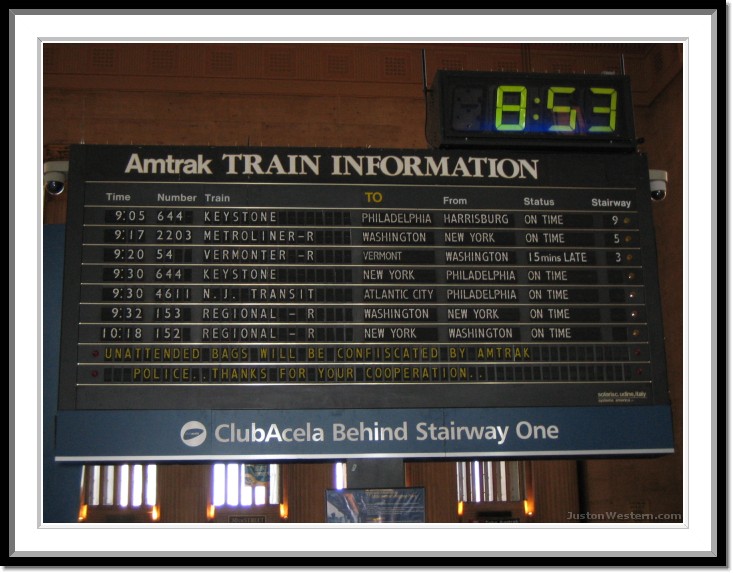 8:53
Amtrak TRAIN INFORMATION
Time Number Train TO From Status Stairway
9:05 644 KEYSTONE PHILADELPHIA HARRISBURG ON TIME 9
9:17 2203 METROLINER-R WASHINGTON NEW YORK ON TIME 5
9:20 54 VERMONTER -R VERMONT WASHINGTON 15mins LATE 3
9:30 644 KEYSTONE NEW YORK PHILADELPHIA ON TIME
9:30 4611 N.J. TRANSIT ATLANTIC CITY PHILADELPHIA ON TIME
9:32 153 REGIONAL - R WASHINGTON NEW YORK ON TIME
10:18 152 REGIONAL - R NEW YORK WASHINGTON ON TIME
UNATTENDED BAGS WILL BE CONFISCATED BY AMTRAK
POLICE..THANKS FOR YOUR COOPERATION..
solari, udine, italy
ClubAcela Behind Stairway One
JustonWestern.com